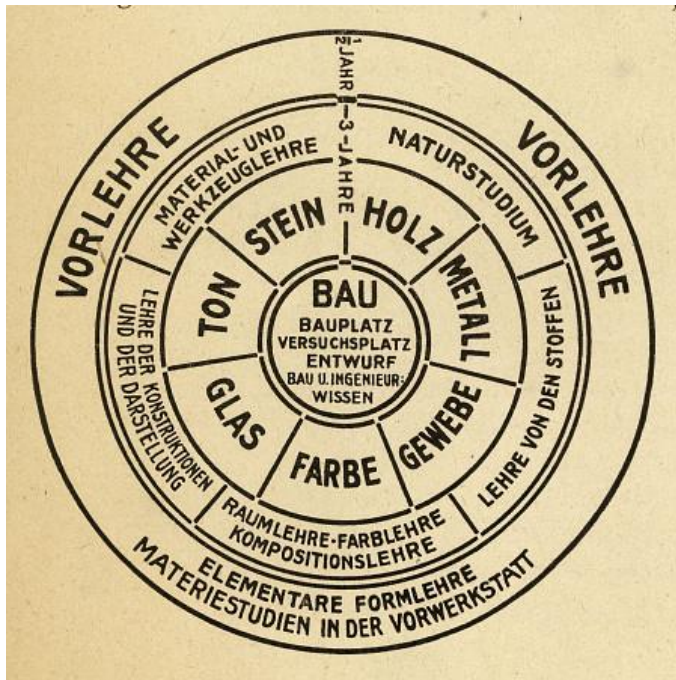 ½ JAHR
3-JAHRE
VORLEHRE
VORLEHRE
ELEMENTARE FORMLEHRE
MATERIESTUDIEN IN DER VORWERKSTATT
MATERIAL- UND
WERKZEUGLEHRE
NATURSTUDIUM
LEHRE VON DEN STOFFEN
RAUMLEHRE·FARBLEHRE
KOMPOSITIONSLEHRE
LEHRE DER KONSTRUKTIONEN
UND DER DARSTELLUNG
STEIN
HOLZ
METALL
GEWEBE
FARBE
GLAS
TON
BAU
BAUPLATZ
VERSUCHSPLATZ
ENTWURF
BAU U. INGENIEUR:
WISSEN